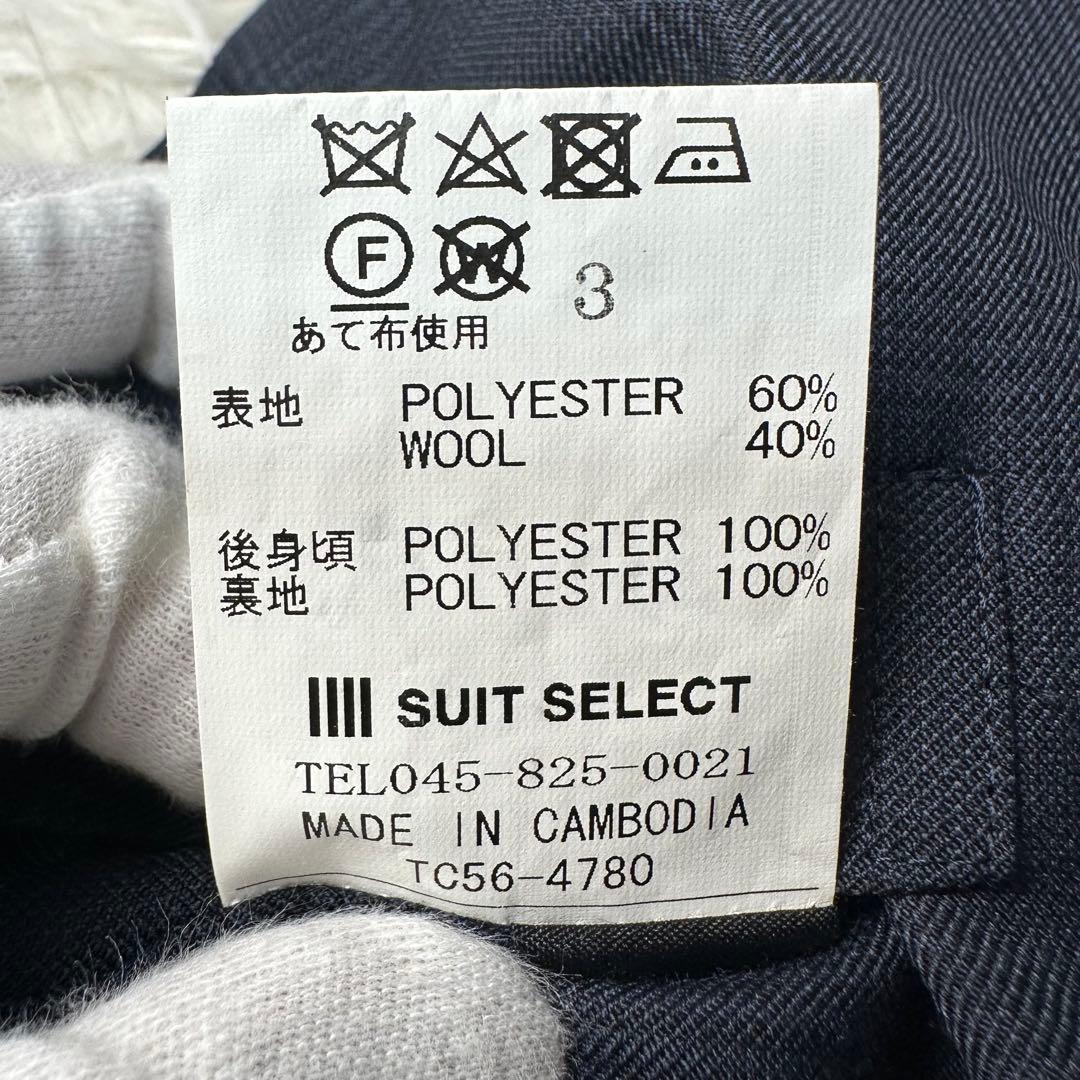 F W 3
あて布使用
表地 POLYESTER 60%
WOOL 40%
後身頃 POLYESTER 100%
裏地 POLYESTER 100%
SUIT SELECT
TEL045-825-0021
MADE IN CAMBODIA
TC56-4780